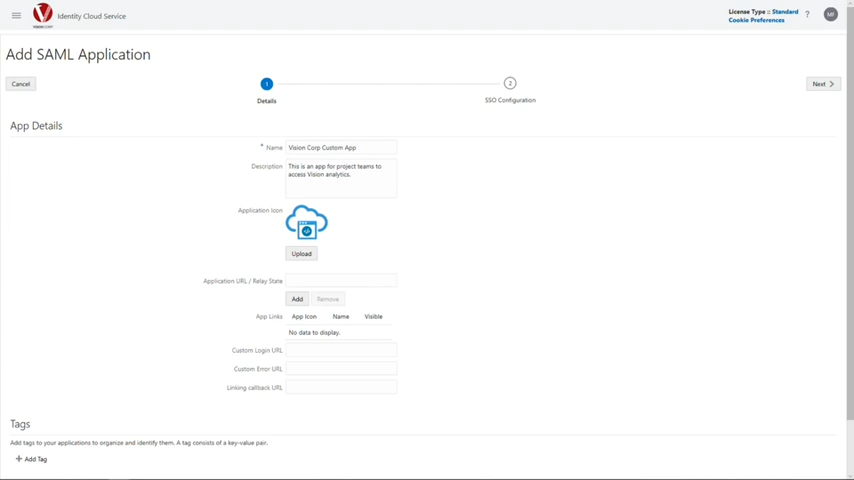 VISION CORP
Identity Cloud Service
License Type :: Standard
Cookie Preferences
?
MF
Add SAML Application
Cancel
1
2
Next
Details
SSO Configuration
App Details
* Name
Vision Corp Custom App
Description
This is an app for project teams to
access Vision analytics.
Application Icon
Upload
Application URL / Relay State
Add
Remove
App Links
App Icon
Name
Visible
No data to display.
Custom Login URL
Custom Error URL
Linking callback URL
Tags
Add tags to your applications to organize and identify them. A tag consists of a key-value pair.
+ Add Tag